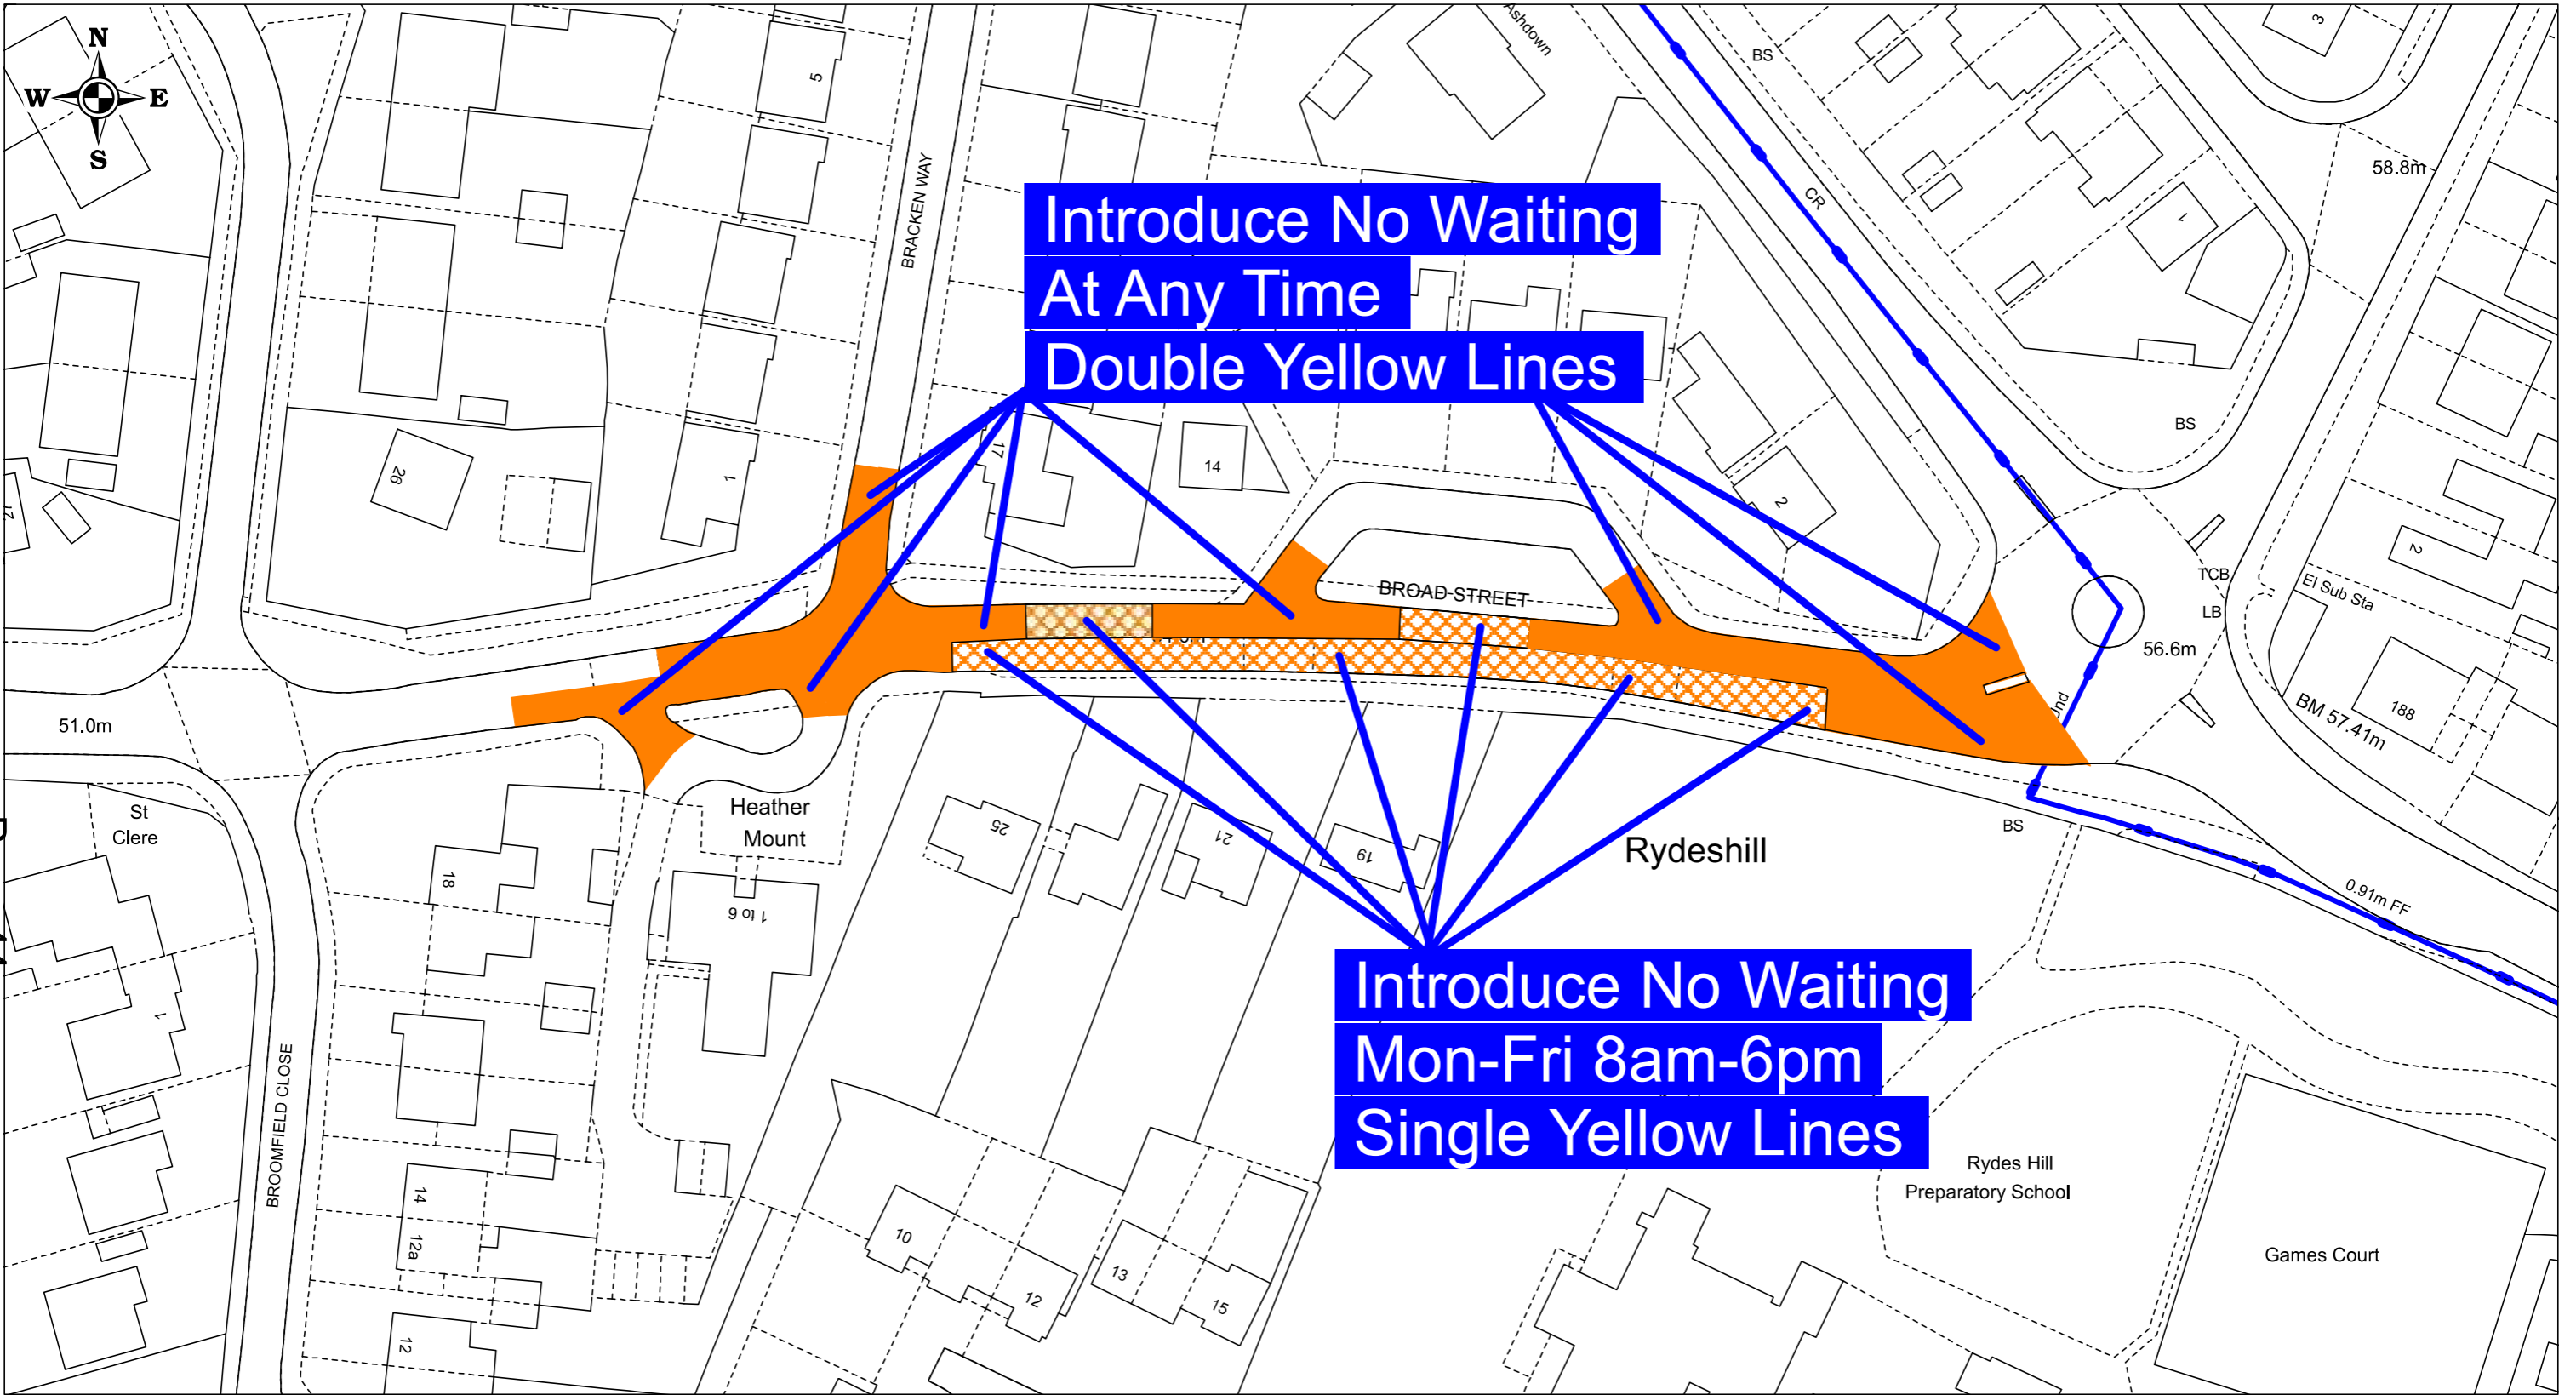 N
W E
S
5
Ashdown
BS
3
58.8m
CR
1
BRACKEN WAY
Introduce No Waiting
At Any Time
Double Yellow Lines
BS
26
1
17
14
2
2
BROAD STREET
TCB
El Sub Sta
LB
56.6m
51.0m
188
BM 57.41m
St
Clere
Heather
Mount
25
21
19
Rydeshill
BS
18
1 to 6
0.91m FF
Introduce No Waiting
Mon-Fri 8am-6pm
Single Yellow Lines
1
BROOMFIELD CLOSE
Rydes Hill
Preparatory School
14
12a
10
13
12
15
Games Court
12